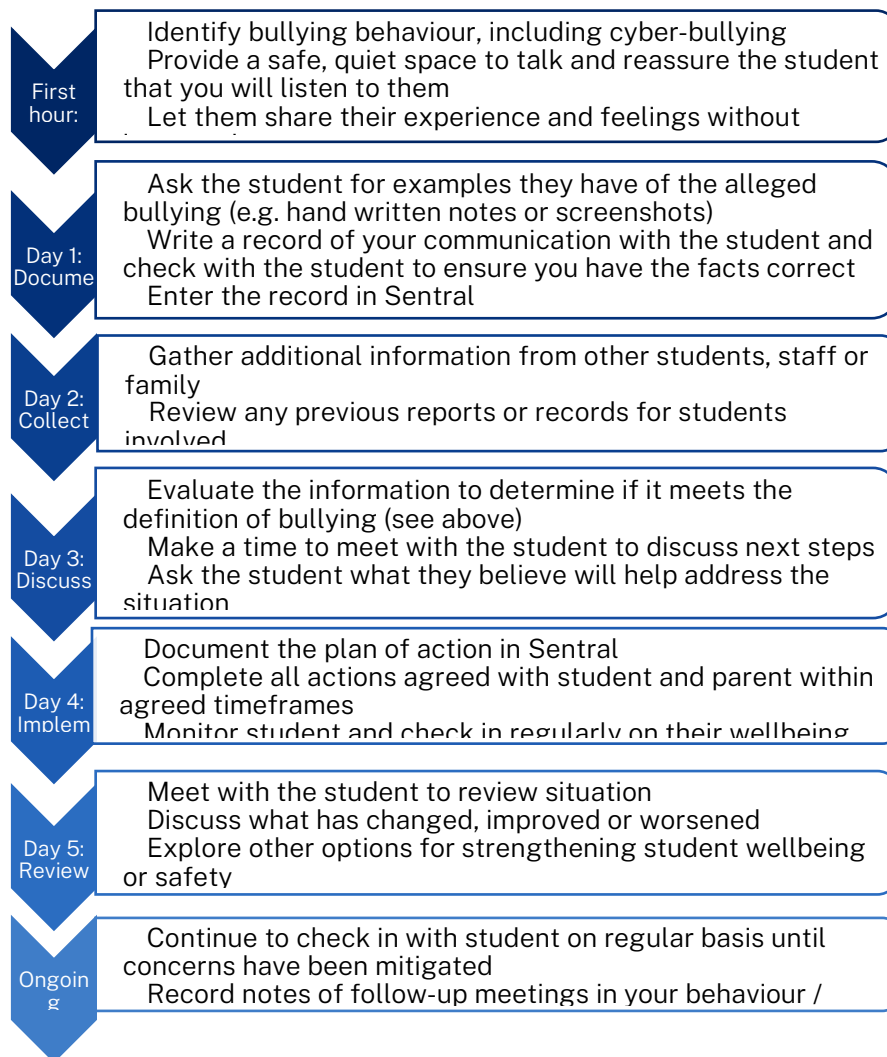 First
hour:
Identify bullying behaviour, including cyber-bullying
Provide a safe, quiet space to talk and reassure the student
that you will listen to them
Let them share their experience and feelings without
Day 1:
Docume
Ask the student for examples they have of the alleged
bullying (e.g. hand written notes or screenshots)
Write a record of your communication with the student and
check with the student to ensure you have the facts correct
Enter the record in Sentral
Day 2:
Collect
Gather additional information from other students, staff or
family
Review any previous reports or records for students
involved
Day 3:
Discuss
Evaluate the information to determine if it meets the
definition of bullying (see above)
Make a time to meet with the student to discuss next steps
Ask the student what they believe will help address the
situation
Day 4:
Implem
Document the plan of action in Sentral
Complete all actions agreed with student and parent within
agreed timeframes
Monitor student and check in regularly on their wellbeing
Day 5:
Review
Meet with the student to review situation
Discuss what has changed, improved or worsened
Explore other options for strengthening student wellbeing
or safety
Ongoin
g
Continue to check in with student on regular basis until
concerns have been mitigated
Record notes of follow-up meetings in your behaviour /